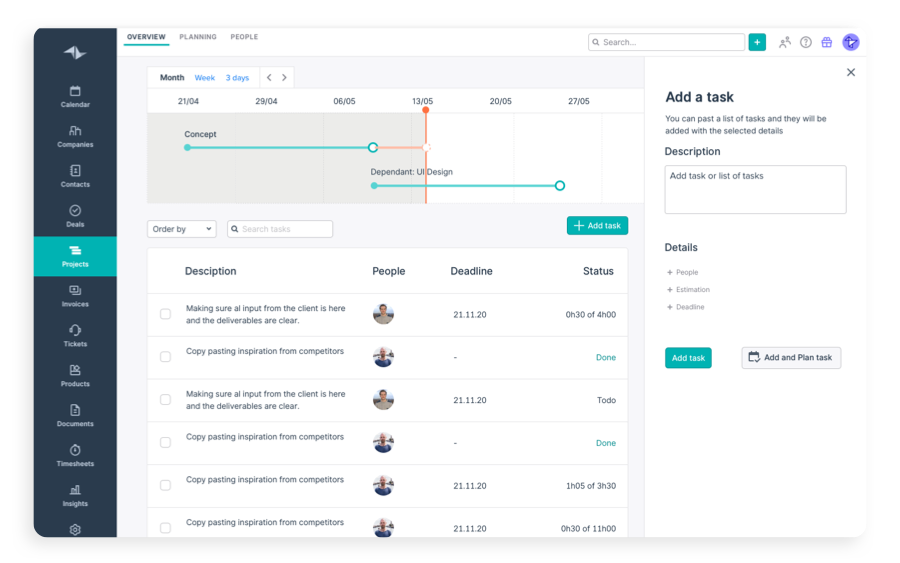 OVERVIEW PLANNING PEOPLE
Search...
+
Calendar
Companies
Contacts
Deals
Projects
Invoices
Tickets
Products
Documents
Timesheets
Insights
Month Week 3 days
21/04 29/04 06/05 13/05 20/05 27/05
Concept
Dependant: UI Design
Order by
Search tasks
+ Add task
Desciption People Deadline Status
Making sure al input from the client is here
and the deliverables are clear.
21.11.20 0h30 of 4h00
Copy pasting inspiration from competitors
- Done
Making sure al input from the client is here
and the deliverables are clear.
21.11.20 Todo
Copy pasting inspiration from competitors
- Done
Copy pasting inspiration from competitors
21.11.20 1h05 of 3h30
Copy pasting inspiration from competitors
21.11.20 0h30 of 11h00
Add a task
You can past a list of tasks and they will be
added with the selected details
Description
Add task or list of tasks
Details
+ People
+ Estimation
+ Deadline
Add task
Add and Plan task